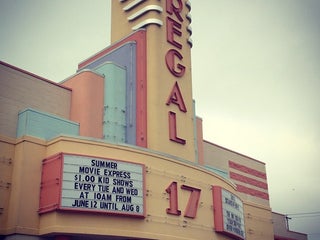 REGAL
SUMMER
MOVIE EXPRESS
$1.00 KID SHOWS
EVERY TUE AND WED
AT 10AM FROM
JUNE 12 UNTIL AUG 8
17